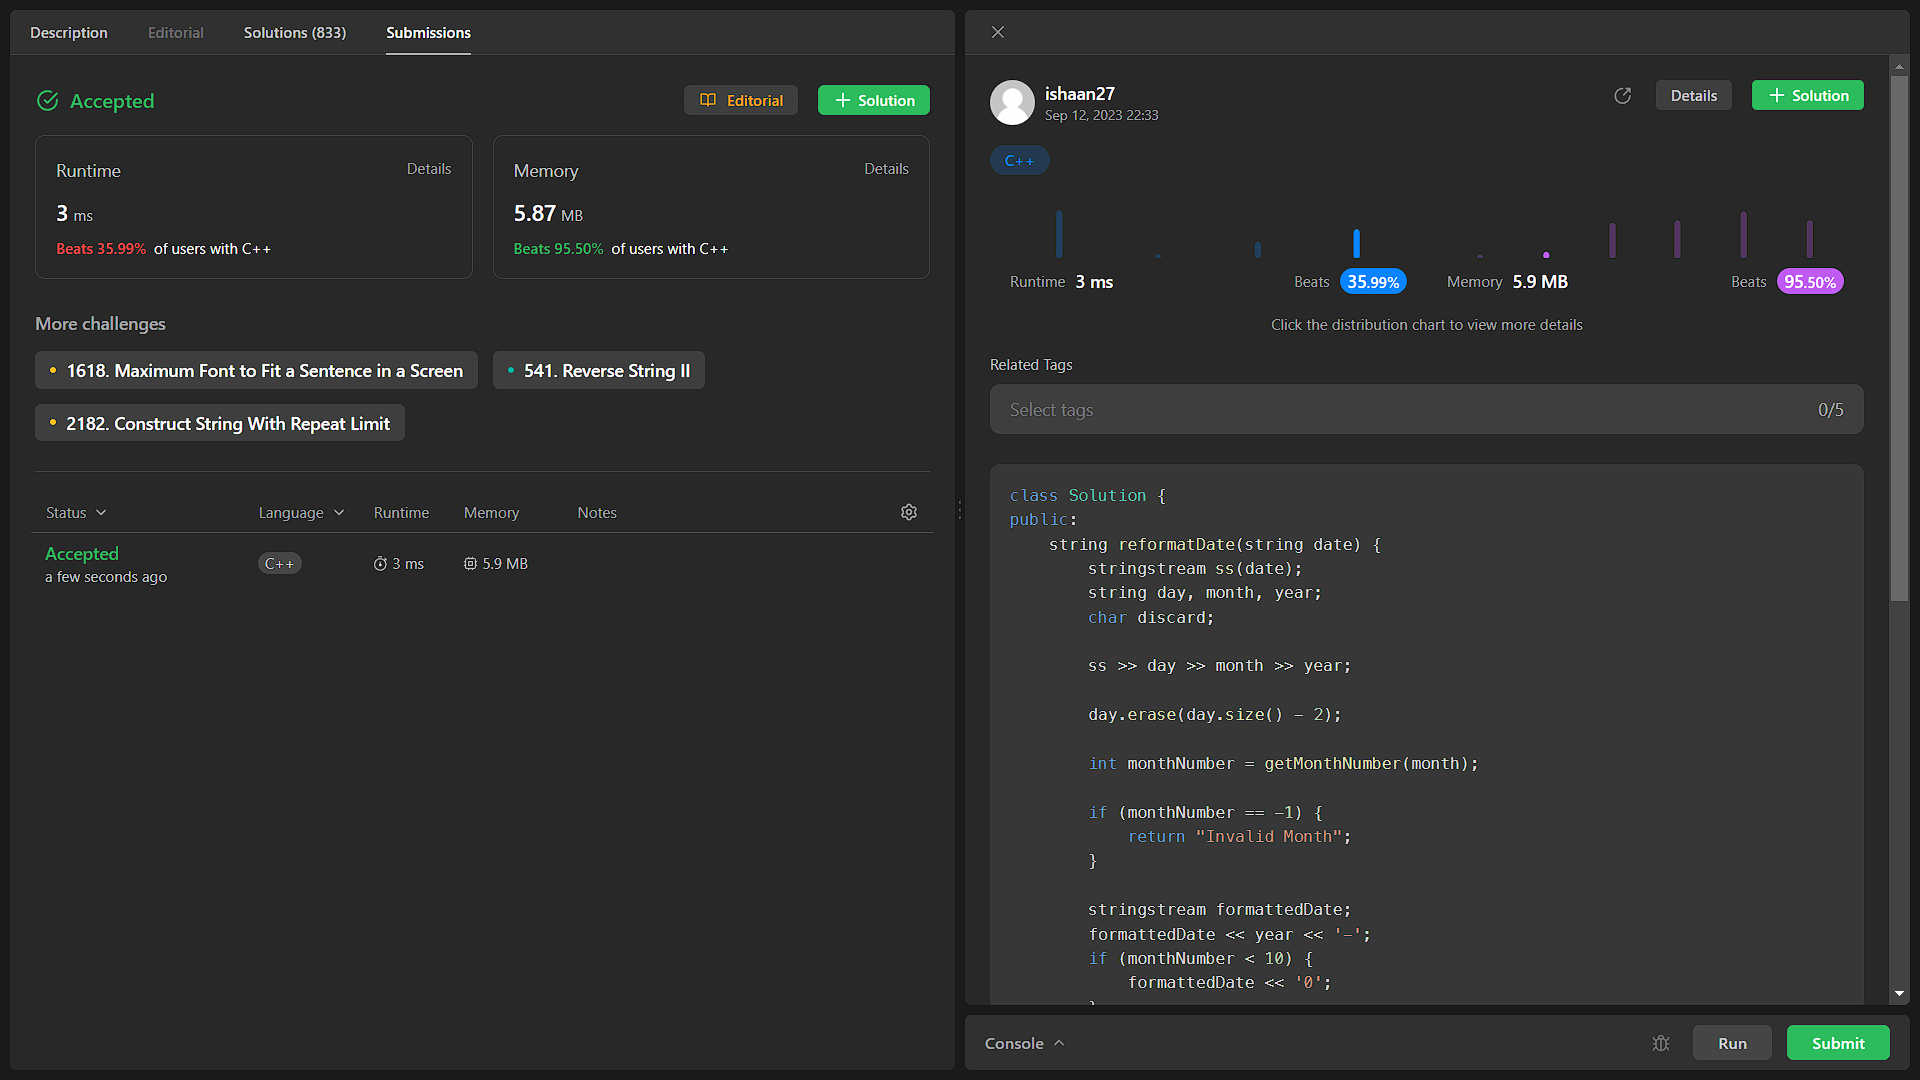 Description Editorial Solutions (833) Submissions
Accepted
Editorial
Solution
Runtime Details
3 ms
Beats 35.99% of users with C++
Memory Details
5.87 MB
Beats 95.50% of users with C++
More challenges
1618. Maximum Font to Fit a Sentence in a Screen
541. Reverse String II
2182. Construct String With Repeat Limit
Status Language Runtime Memory Notes
Accepted
a few seconds ago
C++ 3 ms 5.9 MB
ishaan27
Sep 12, 2023 22:33
Details
Solution
C++
Runtime 3 ms Beats 35.99% Memory 5.9 MB Beats 95.50%
Click the distribution chart to view more details
Related Tags
Select tags 0/5
class Solution {
public:
    string reformatDate(string date) {
        stringstream ss(date);
        string day, month, year;
        char discard;
        ss >> day >> month >> year;
        day.erase(day.size() - 2);
        int monthNumber = getMonthNumber(month);
        if (monthNumber == -1) {
            return "Invalid Month";
        }
        stringstream formattedDate;
        formattedDate << year << '-';
        if (monthNumber < 10) {
            formattedDate << '0';
Console Run Submit